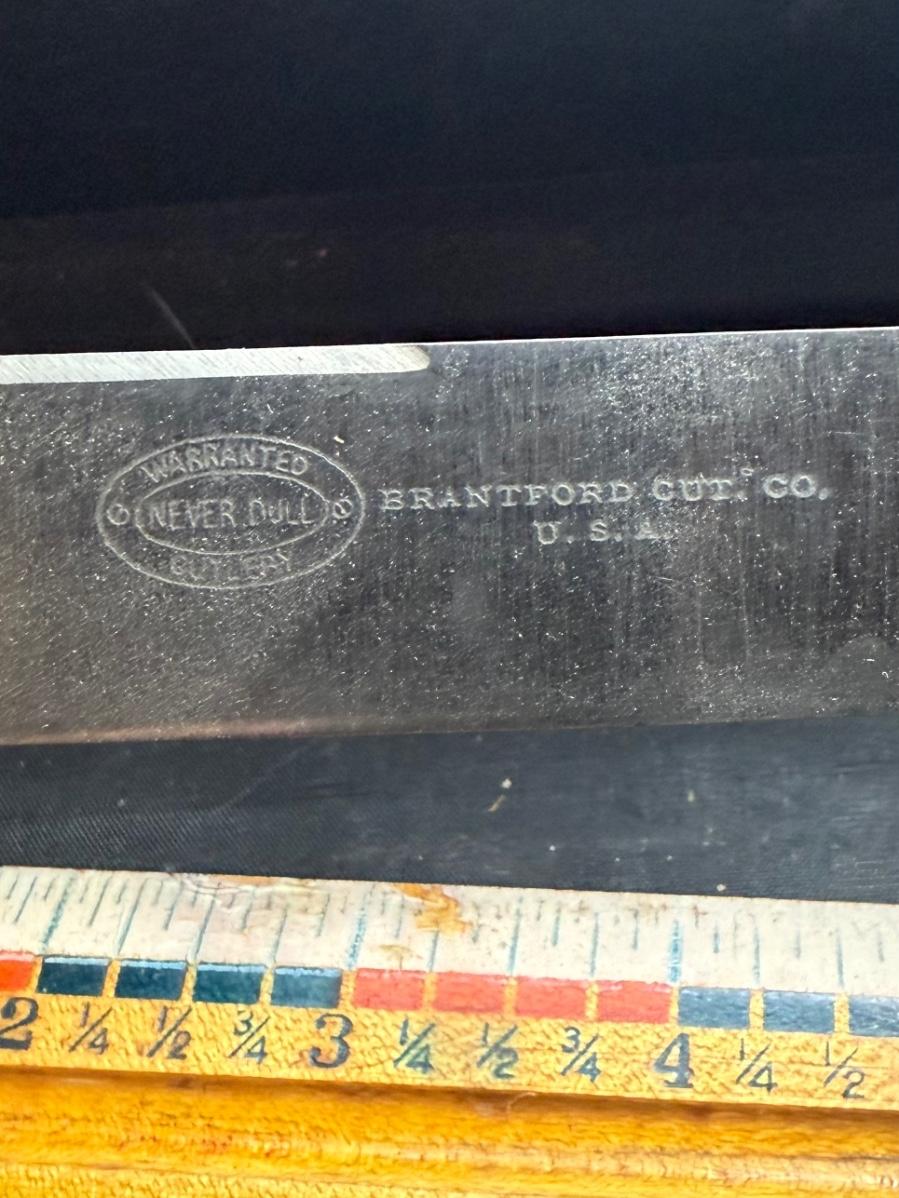 WARRANTED
NEVER DULL
CUTLERY
BRANTFORD CUT. CO.
U. S. A.
2 1/4 1/2 3/4 3 1/4 1/2 3/4 4 1/4 1/2